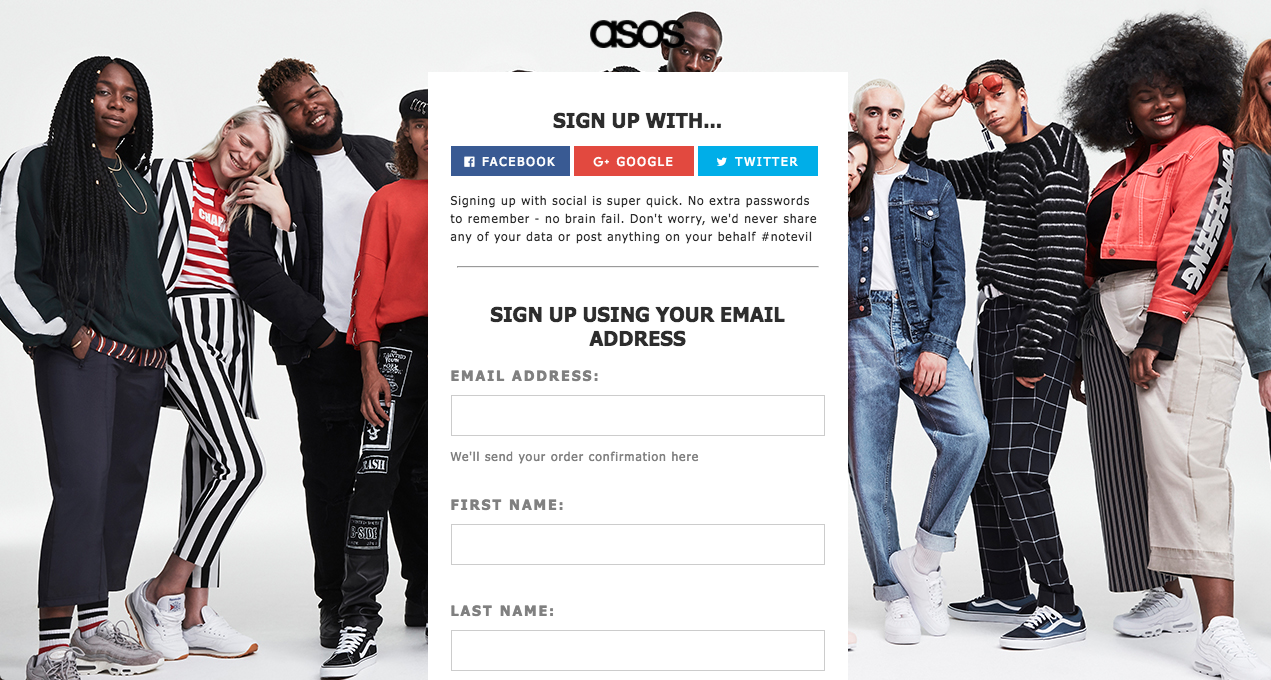 asos
SIGN UP WITH...
FACEBOOK
G+ GOOGLE
TWITTER
Signing up with social is super quick. No extra passwords
to remember - no brain fail. Don't worry, we'd never share
any of your data or post anything on your behalf #notevil
SIGN UP USING YOUR EMAIL
ADDRESS
EMAIL ADDRESS:
We'll send your order confirmation here
FIRST NAME:
LAST NAME: